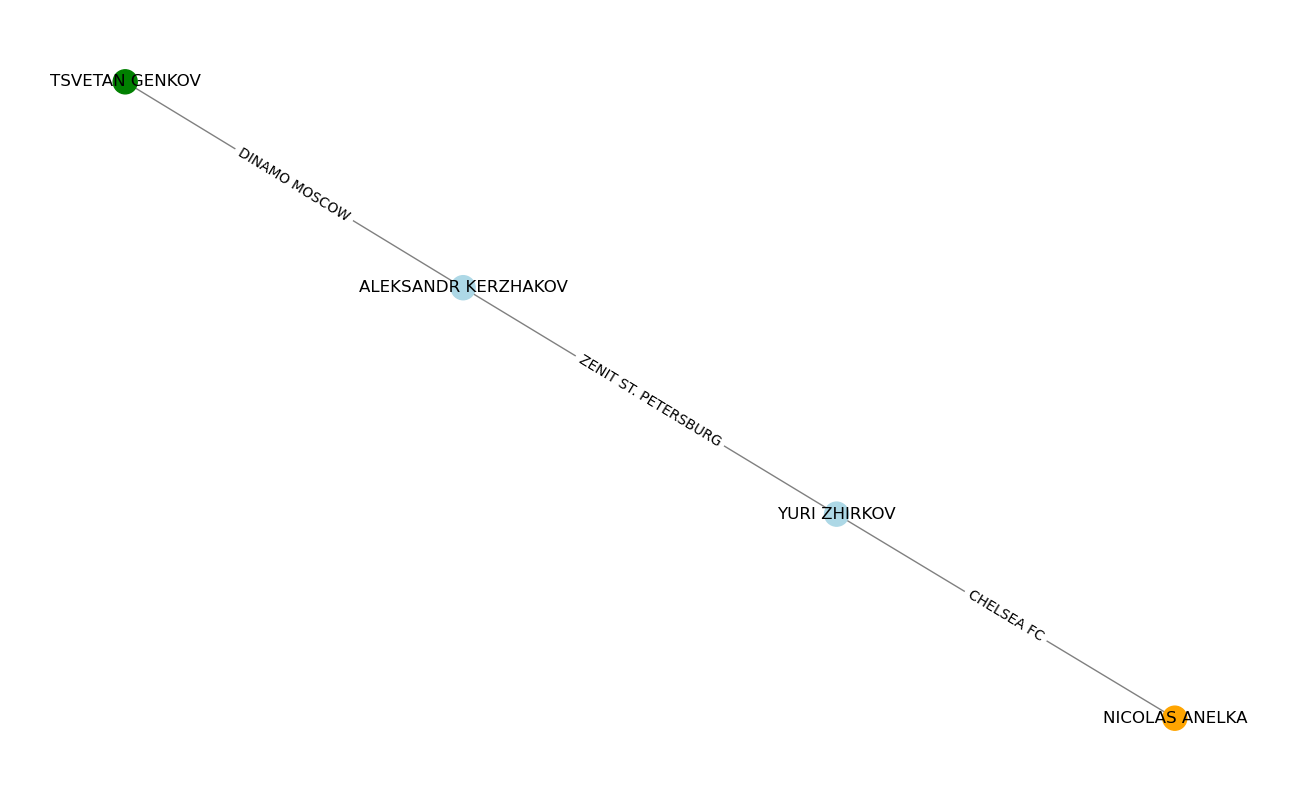 TSVETAN GENKOV
DINAMO MOSCOW
ALEKSANDR KERZHAKOV
ZENIT ST. PETERSBURG
YURI ZHIRKOV
CHELSEA FC
NICOLAS ANELKA